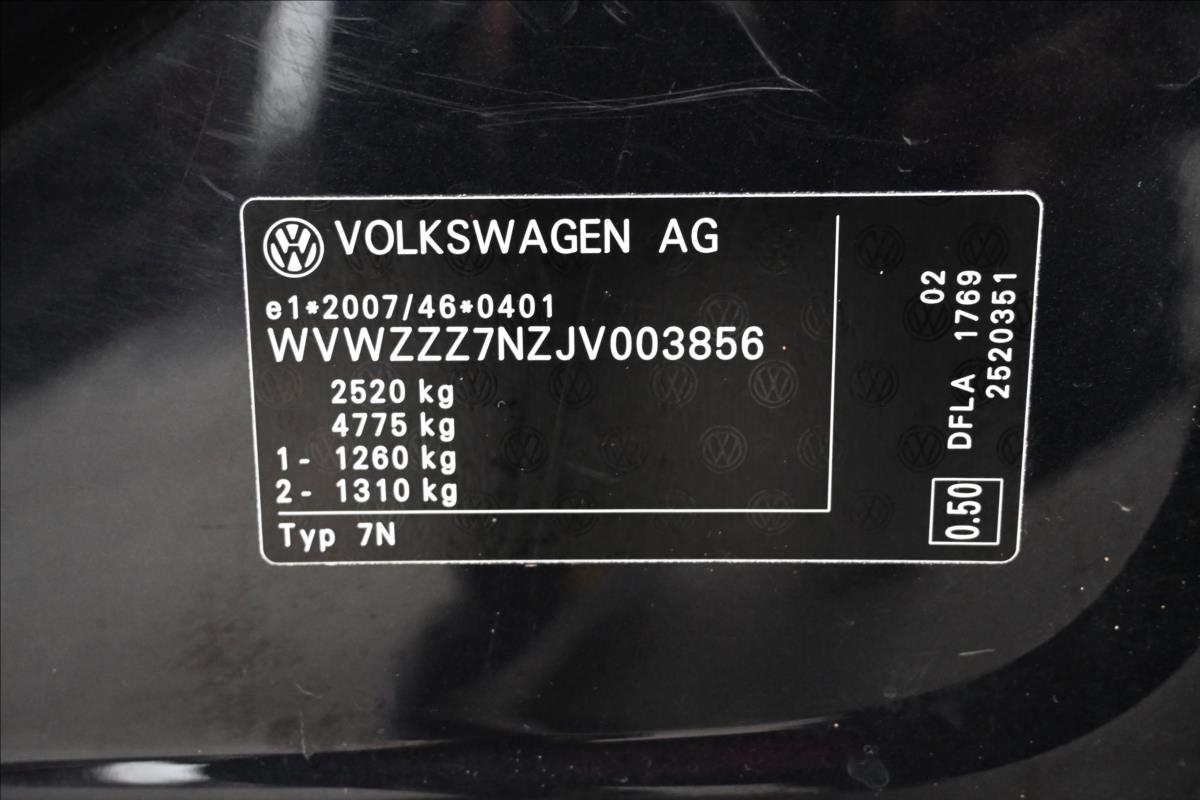 VOLKSWAGEN AG
e1*2007/46*0401
WVWZZZ7NZJV003856
2520 kg
4775 kg
1- 1260 kg
2- 1310 kg
Typ 7N
02
DFLA 1769
2520351
0.50